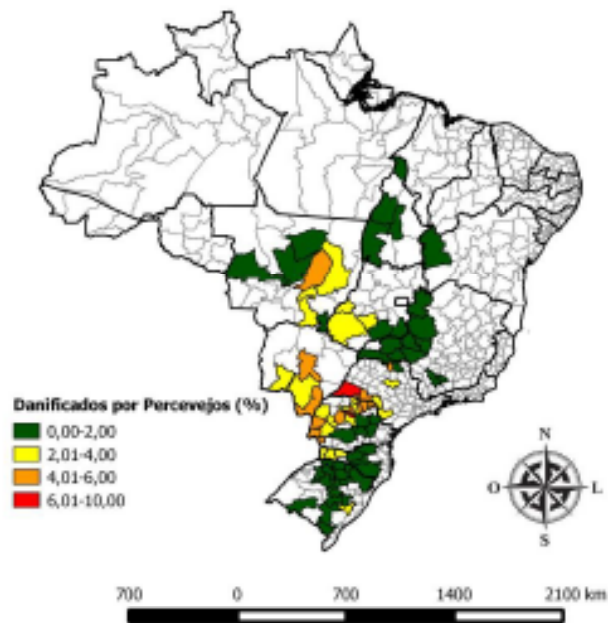 Danificados por Percevejos (%)
0,00-2,00
2,01-4,00
4,01-6,00
6,01-10,00
N
O L
S
700 0 700 1400 2100 km